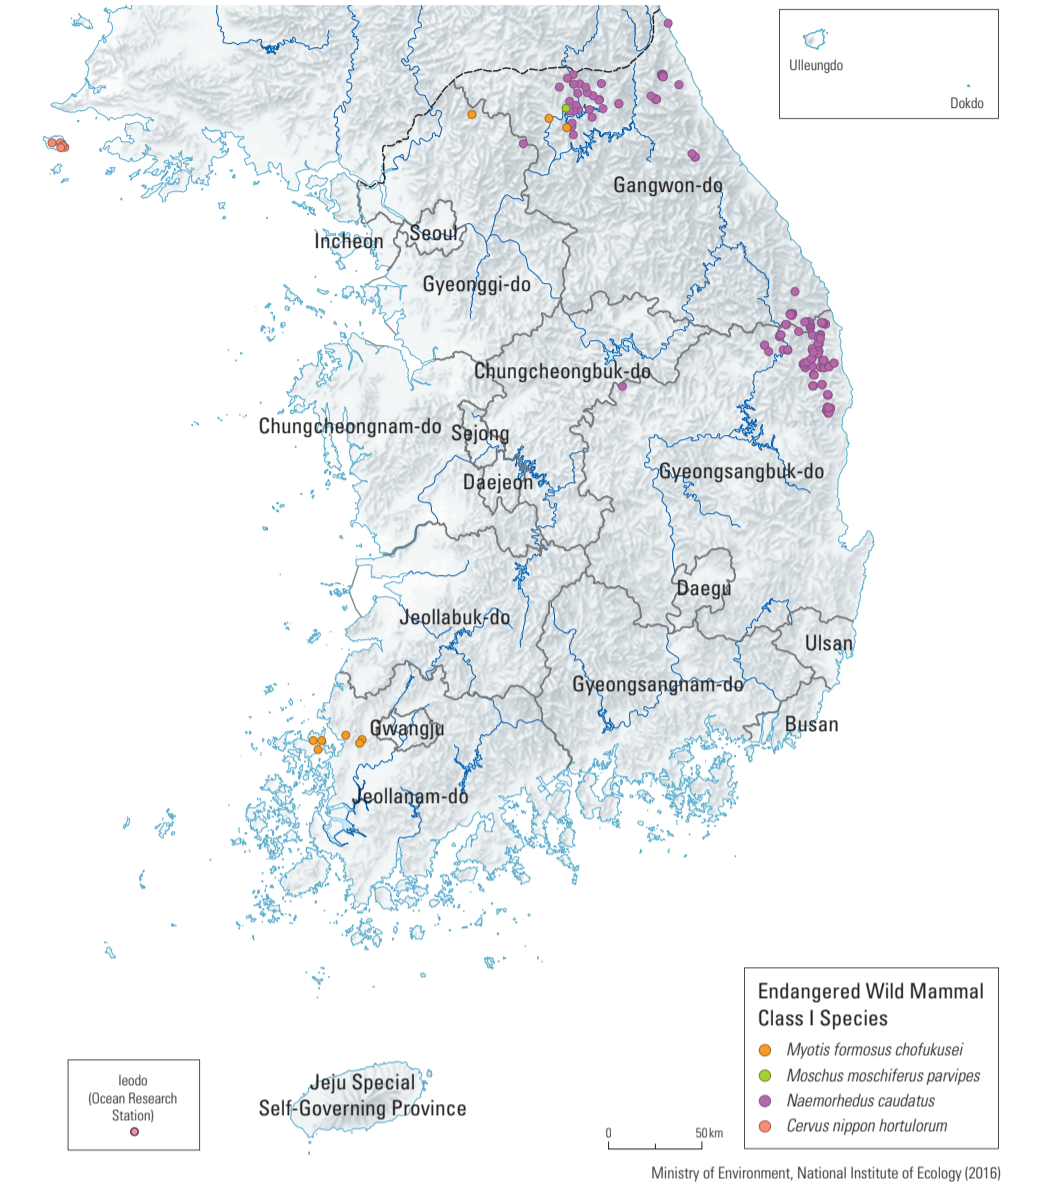 Ulleungdo
Dokdo
Gangwon-do
Incheon
Seoul
Gyeonggi-do
Chungcheongbuk-do
Chungcheongnam-do
Sejong
Gyeongsangbuk-do
Daejeon
Daegu
Jeollabuk-do
Ulsan
Gyeongsangnam-do
Busan
Gwangju
Jeollanam-do
Endangered Wild Mammal
Class I Species
Myotis formosus chofukusei
Moschus moschiferus parvipes
Naemorhedus caudatus
Cervus nippon hortulorum
Ieodo
(Ocean Research
Station)
Jeju Special
Self-Governing Province
0 50km
Ministry of Environment, National Institute of Ecology (2016)